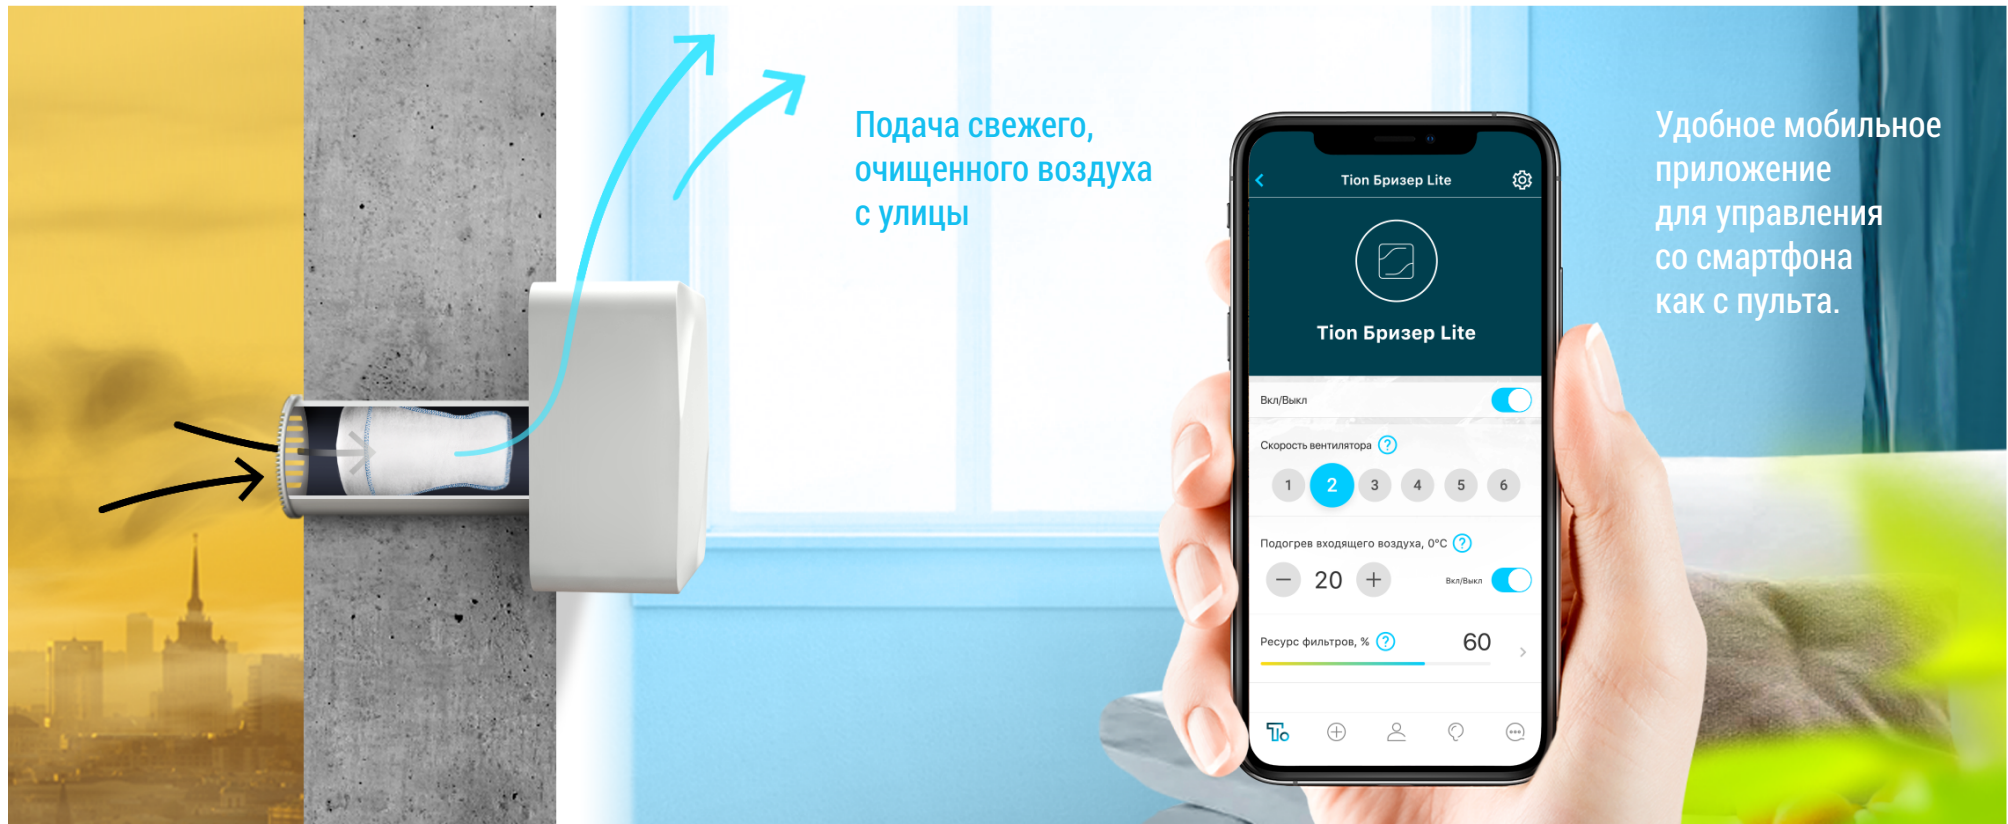 Подача свежего,
очищенного воздуха
с улицы
Tion Бризер Lite
Tion Бризер Lite
Вкл/Выкл
Скорость вентилятора ?
1 2 3 4 5 6
Подогрев входящего воздуха, 0°C ?
− 20 + Вкл/Выкл
Ресурс фильтров, % ? 60
Tio
Удобное мобильное
приложение
для управления
со смартфона
как с пульта.